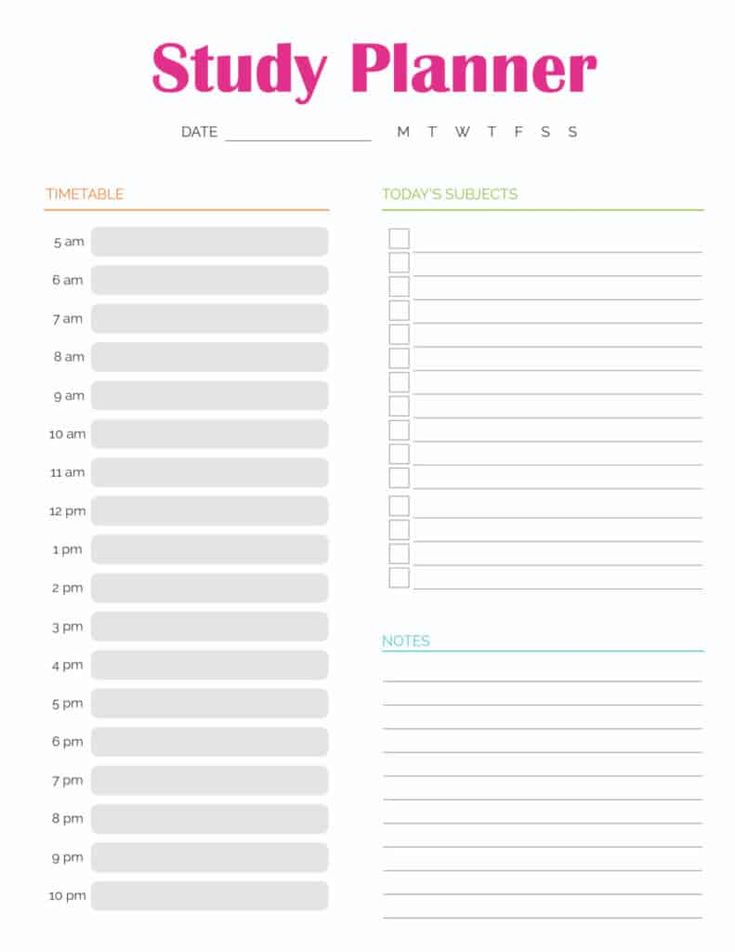 Study Planner
DATE M T W T F S S
TIMETABLE
5 am
6 am
7 am
8 am
9 am
10 am
11 am
12 pm
1 pm
2 pm
3 pm
4 pm
5 pm
6 pm
7 pm
8 pm
9 pm
10 pm
TODAY'S SUBJECTS
NOTES